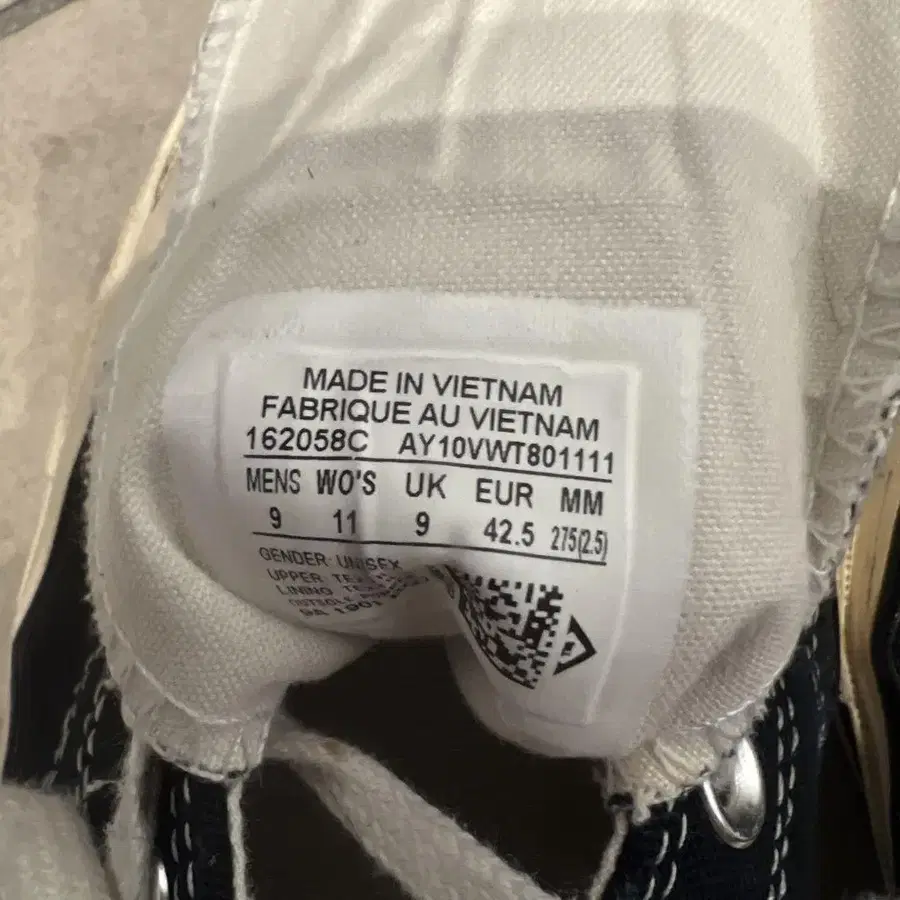 MADE IN VIETNAM
FABRIQUE AU VIETNAM
162058C AY10VWT801111
MENS WO'S UK EUR MM
9 11 9 42.5 275(2.5)
GENDER: UNISEX
UPPER
LINING
OUTSOLE